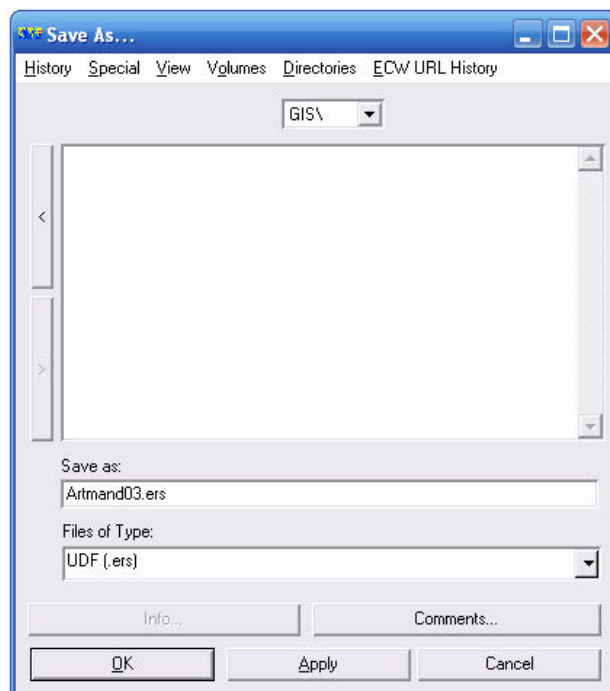 Save As...
History Special View Volumes Directories ECW URL History
GIS\
<
>
Save as:
Artmand03.ers
Files of Type:
UDF (.ers)
Info... Comments...
OK Apply Cancel